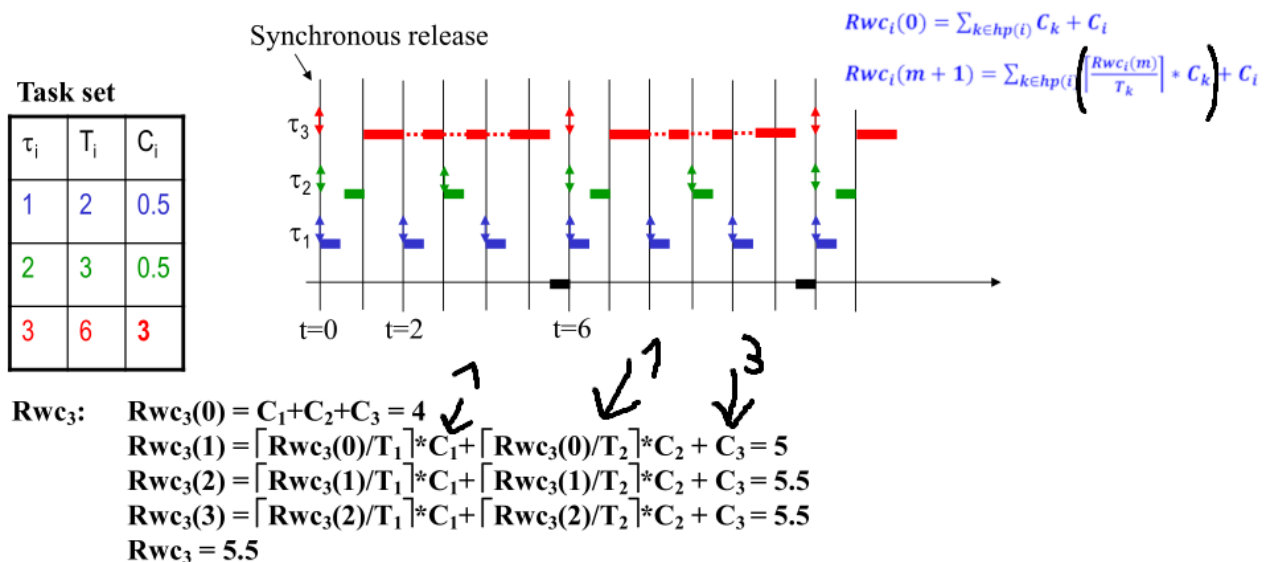 Synchronous release
Rwc_i(0) = ∑_{k∈hp(i)} C_k + C_i
Rwc_i(m + 1) = ∑_{k∈hp(i)} (⌈Rwc_i(m)/T_k⌉ * C_k) + C_i
Task set
τ_i T_i C_i
1 2 0.5
2 3 0.5
3 6 3
τ_3
τ_2
τ_1
t=0 t=2 t=6
1 1 3
Rwc_3: Rwc_3(0) = C_1+C_2+C_3 = 4
Rwc_3(1) = ⌈Rwc_3(0)/T_1⌉*C_1+⌈Rwc_3(0)/T_2⌉*C_2 + C_3 = 5
Rwc_3(2) = ⌈Rwc_3(1)/T_1⌉*C_1+⌈Rwc_3(1)/T_2⌉*C_2 + C_3 = 5.5
Rwc_3(3) = ⌈Rwc_3(2)/T_1⌉*C_1+⌈Rwc_3(2)/T_2⌉*C_2 + C_3 = 5.5
Rwc_3 = 5.5